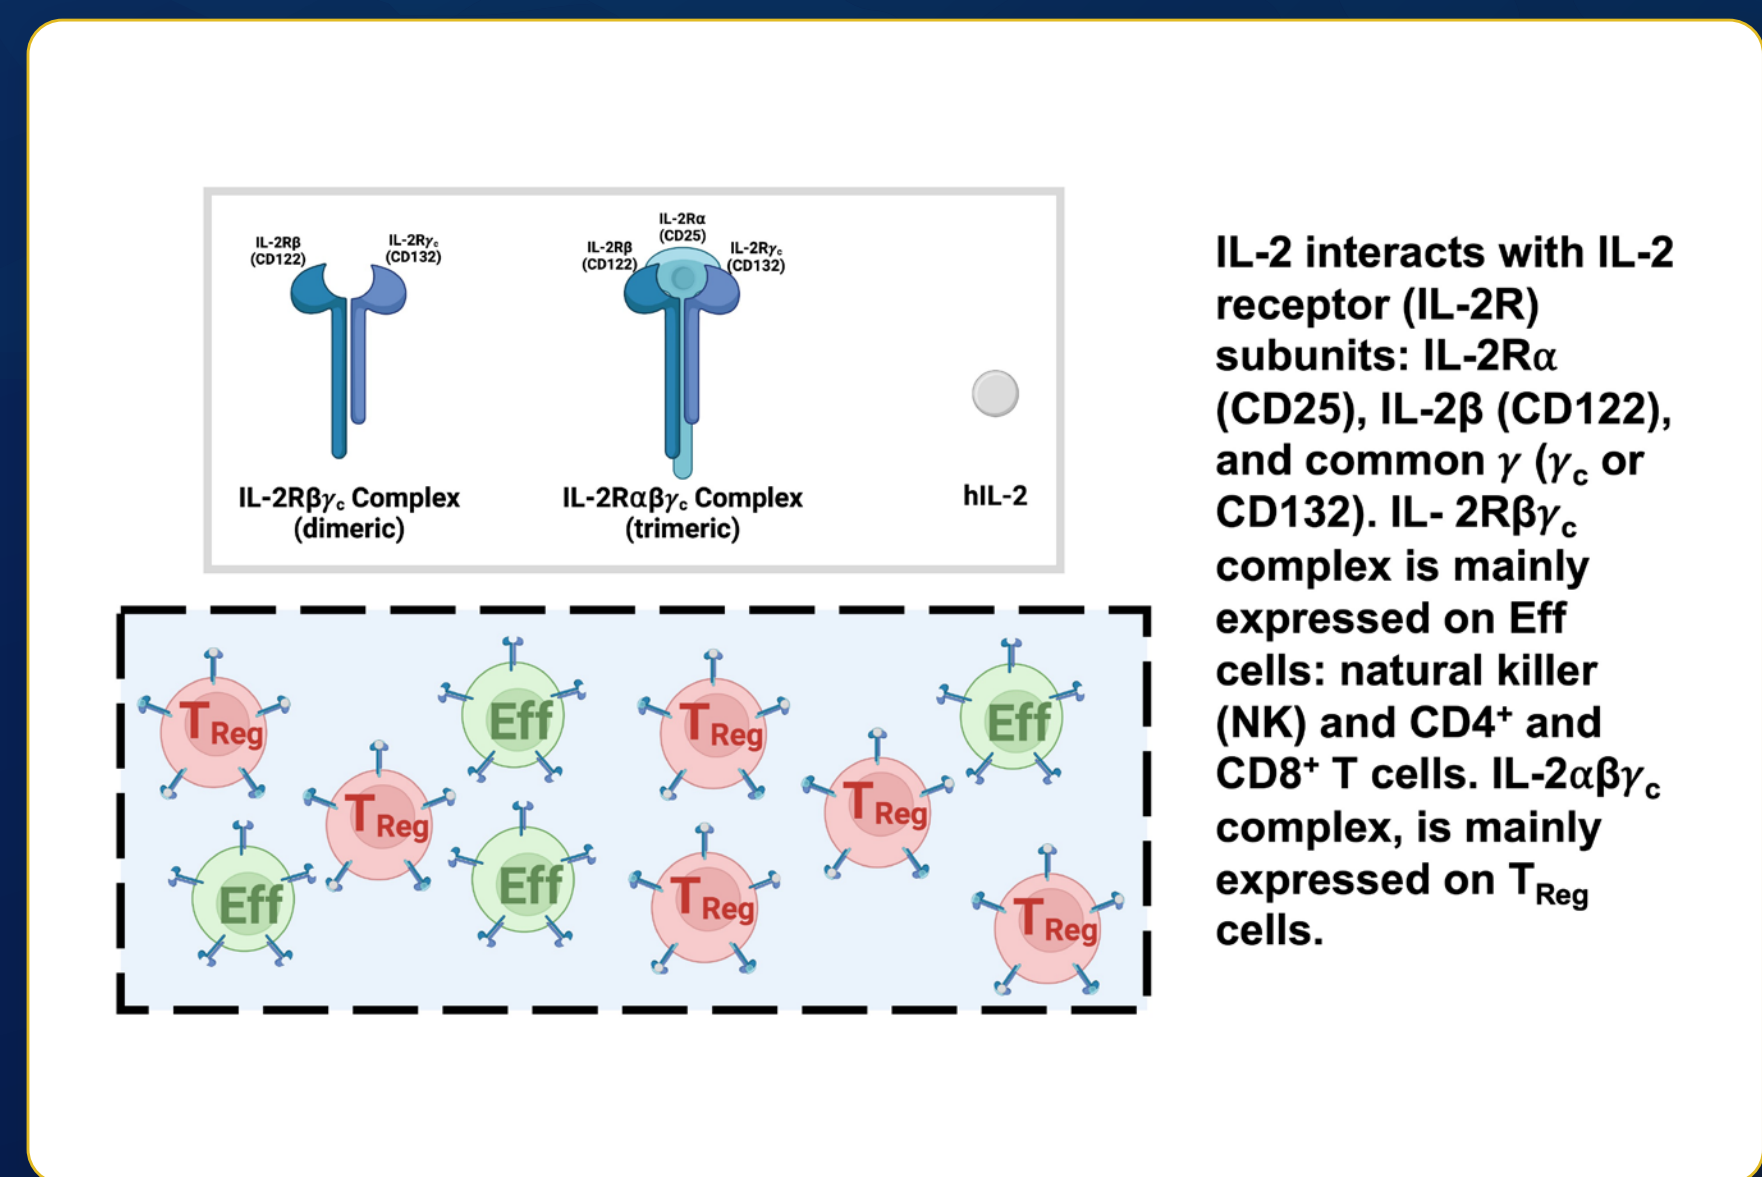 IL-2Rβ
(CD122)
IL-2Rγc
(CD132)
IL-2Rβγc Complex
(dimeric)
IL-2Rα
(CD25)
IL-2Rβ
(CD122)
IL-2Rγc
(CD132)
IL-2Rαβγc Complex
(trimeric)
hIL-2
TReg
Eff
TReg
Eff
TReg
TReg
Eff
Eff
TReg
TReg
IL-2 interacts with IL-2
receptor (IL-2R)
subunits: IL-2Rα
(CD25), IL-2β (CD122),
and common γ (γc or
CD132). IL- 2Rβγc
complex is mainly
expressed on Eff
cells: natural killer
(NK) and CD4+ and
CD8+ T cells. IL-2αβγc
complex, is mainly
expressed on TReg
cells.